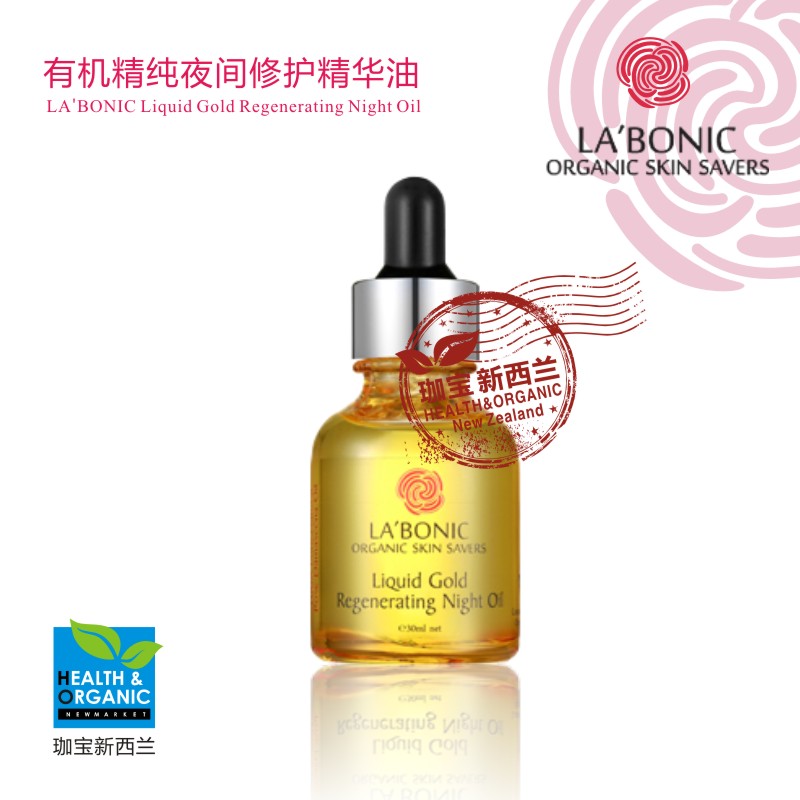 有机精纯夜间修护精华油
LA'BONIC Liquid Gold Regenerating Night Oil
LA'BONIC
ORGANIC SKIN SAVERS
珈宝新西兰
HEALTH&ORGANIC
New Zealand
LA'BONIC
ORGANIC SKIN SAVERS
Liquid Gold
Regenerating Night Oil
℮30ml net
HEALTH &
ORGANIC
NEWMARKET
珈宝新西兰